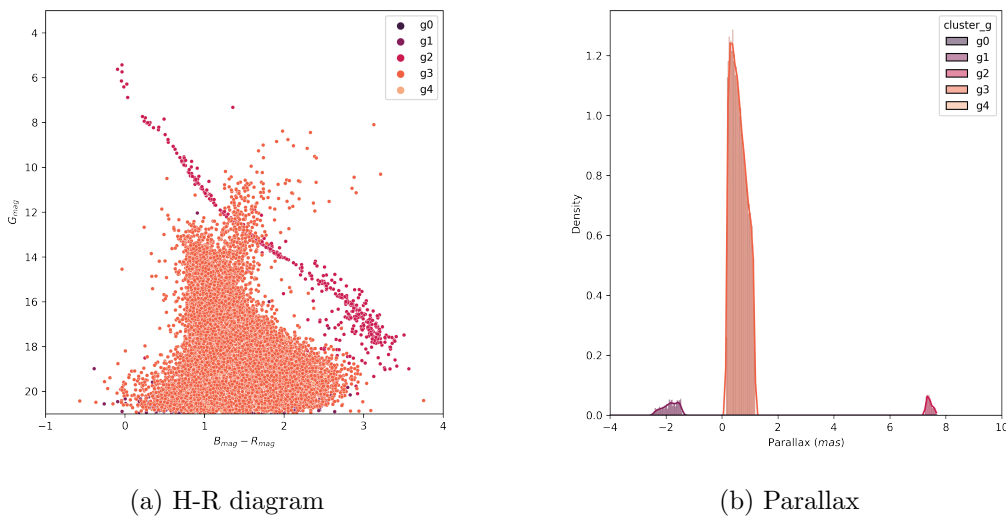 4
6
8
10
12
14
16
18
20
G_mag
−1
0
1
2
3
4
B_mag − R_mag
g0
g1
g2
g3
g4
1.2
1.0
0.8
0.6
0.4
0.2
0.0
Density
−4
−2
0
2
4
6
8
10
Parallax (mas)
cluster_g
g0
g1
g2
g3
g4
(a) H-R diagram
(b) Parallax